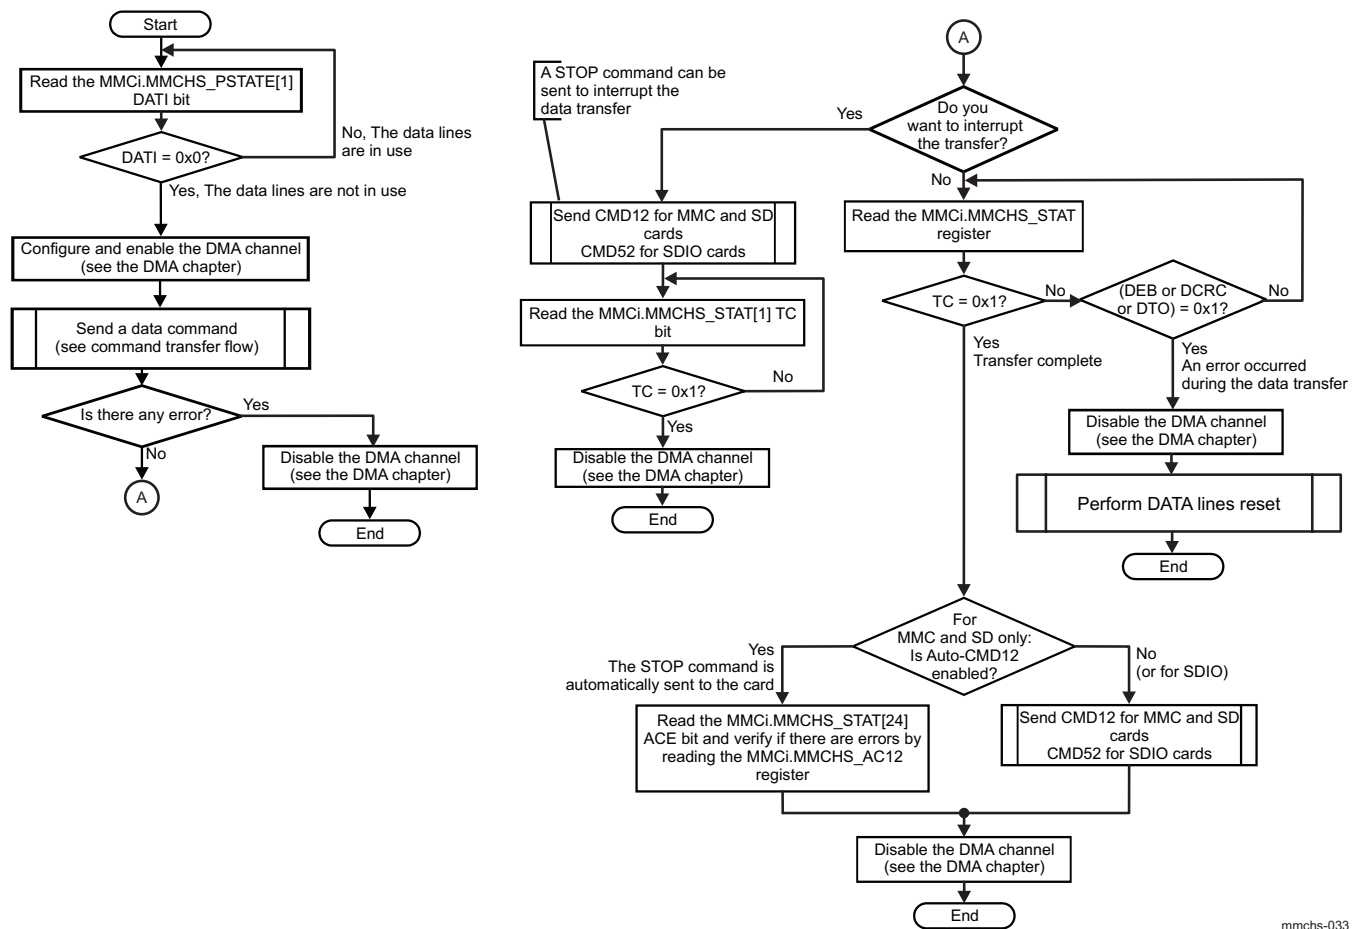 Start
Read the MMCi.MMCHS_PSTATE[1]
DATI bit
DATI = 0x0?
No, The data lines
are in use
Yes, The data lines are not in use
Configure and enable the DMA channel
(see the DMA chapter)
Send a data command
(see command transfer flow)
Is there any error?
Yes
No
A
Disable the DMA channel
(see the DMA chapter)
End
A
Do you
want to interrupt
the transfer?
Yes
No
A STOP command can be
sent to interrupt the
data transfer
Send CMD12 for MMC and SD
cards
CMD52 for SDIO cards
Read the MMCi.MMCHS_STAT[1] TC
bit
TC = 0x1?
No
Yes
Disable the DMA channel
(see the DMA chapter)
End
Read the MMCi.MMCHS_STAT
register
TC = 0x1?
No
(DEB or DCRC
or DTO) = 0x1?
No
Yes
Transfer complete
Yes
An error occurred
during the data transfer
Disable the DMA channel
(see the DMA chapter)
Perform DATA lines reset
End
For
MMC and SD only:
Is Auto-CMD12
enabled?
Yes
The STOP command is
automatically sent to the card
No
(or for SDIO)
Read the MMCi.MMCHS_STAT[24]
ACE bit and verify if there are errors by
reading the MMCi.MMCHS_AC12
register
Send CMD12 for MMC and SD
cards
CMD52 for SDIO cards
Disable the DMA channel
(see the DMA chapter)
End
mmchs-033